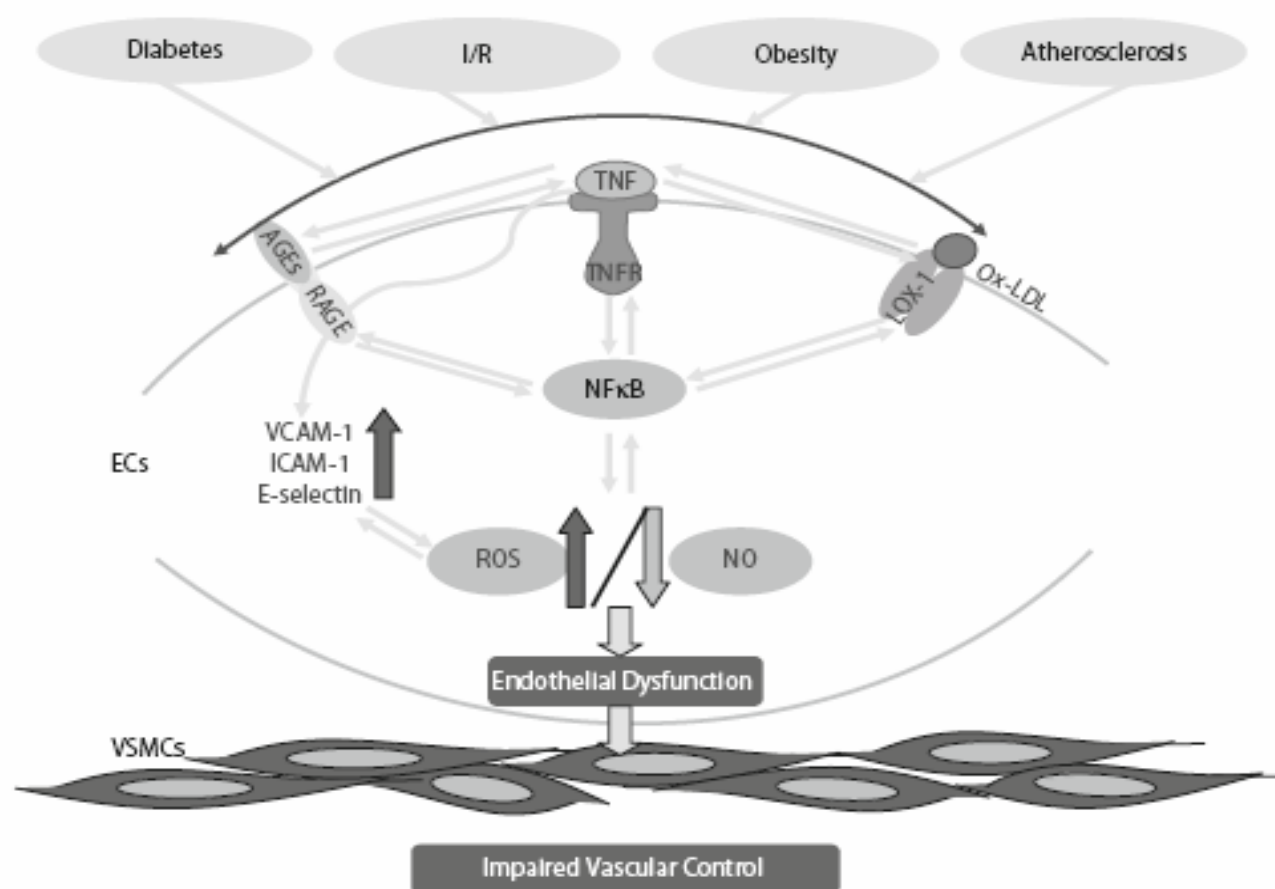 Diabetes
I/R
Obesity
Atherosclerosis
TNF
AGEs
TNFR
RAGE
LOX-1
Ox-LDL
NFκB
VCAM-1
ICAM-1
E-selectin
ECs
ROS
NO
Endothelial Dysfunction
VSMCs
Impaired Vascular Control